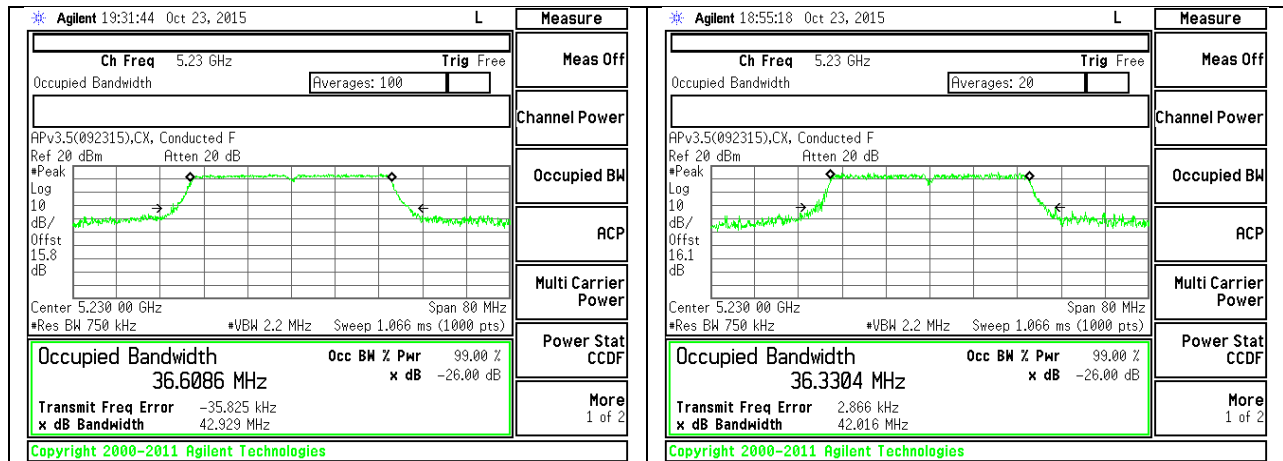 Agilent 19:31:44 Oct 23, 2015 L Measure
Ch Freq 5.23 GHz Trig Free
Meas Off
Occupied Bandwidth Averages: 100
Channel Power
APv3.5(092315),CX, Conducted F
Ref 20 dBm Atten 20 dB
#Peak
Log
10
dB/
Offst
15.8
dB
Occupied BW
ACP
Multi Carrier
Power
Center 5.230 00 GHz Span 80 MHz
#Res BW 750 kHz #VBW 2.2 MHz Sweep 1.066 ms (1000 pts)
Power Stat
CCDF
Occupied Bandwidth Occ BW % Pwr 99.00 %
36.6086 MHz x dB -26.00 dB
Transmit Freq Error -35.825 kHz
x dB Bandwidth 42.929 MHz
More
1 of 2
Copyright 2000-2011 Agilent Technologies
Agilent 18:55:18 Oct 23, 2015 L Measure
Ch Freq 5.23 GHz Trig Free
Meas Off
Occupied Bandwidth Averages: 20
Channel Power
APv3.5(092315),CX, Conducted F
Ref 20 dBm Atten 20 dB
#Peak
Log
10
dB/
Offst
16.1
dB
Occupied BW
ACP
Multi Carrier
Power
Center 5.230 00 GHz Span 80 MHz
#Res BW 750 kHz #VBW 2.2 MHz Sweep 1.066 ms (1000 pts)
Power Stat
CCDF
Occupied Bandwidth Occ BW % Pwr 99.00 %
36.3304 MHz x dB -26.00 dB
Transmit Freq Error 2.866 kHz
x dB Bandwidth 42.016 MHz
More
1 of 2
Copyright 2000-2011 Agilent Technologies